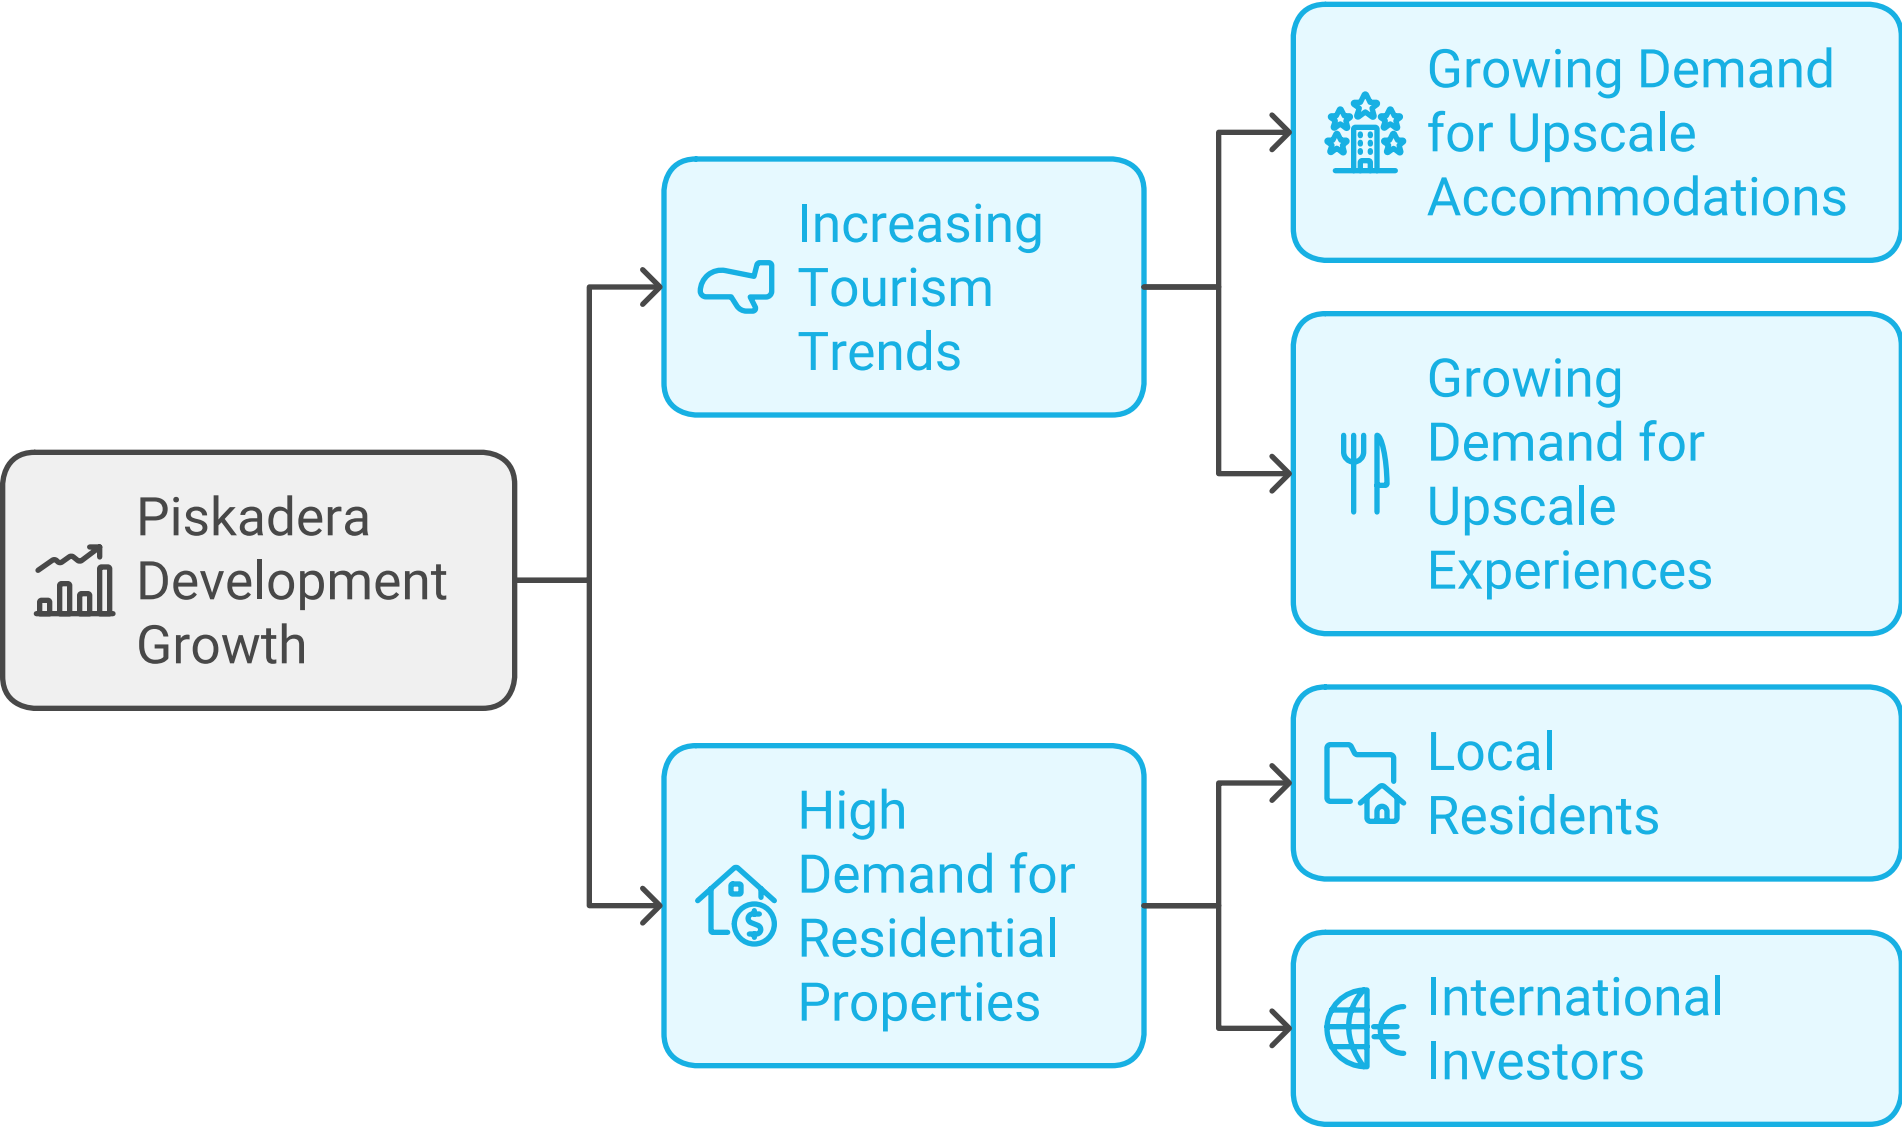 Piskadera
Development
Growth
Increasing
Tourism
Trends
High
Demand for
Residential
Properties
Growing Demand
for Upscale
Accommodations
Growing
Demand for
Upscale
Experiences
Local
Residents
International
Investors